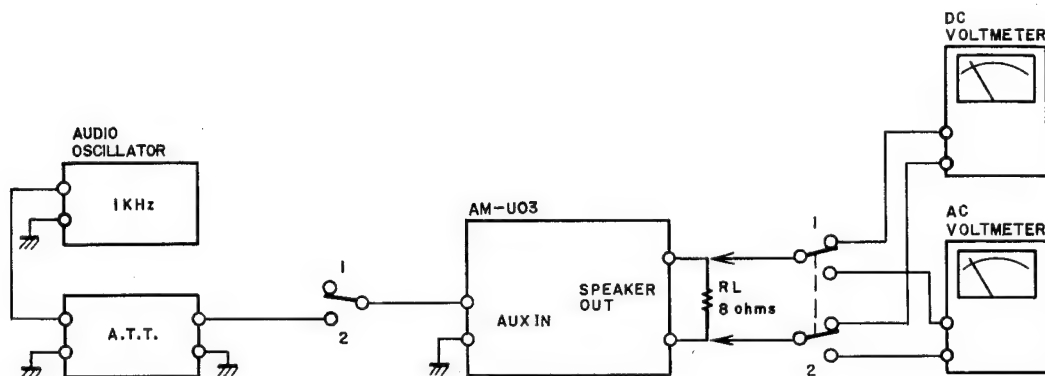 DC
VOLTMETER
AUDIO
OSCILLATOR
1KHz
AM-U03
1
1
AC
VOLTMETER
SPEAKER
OUT
RL
8 ohms
A.T.T.
2
AUX IN
2